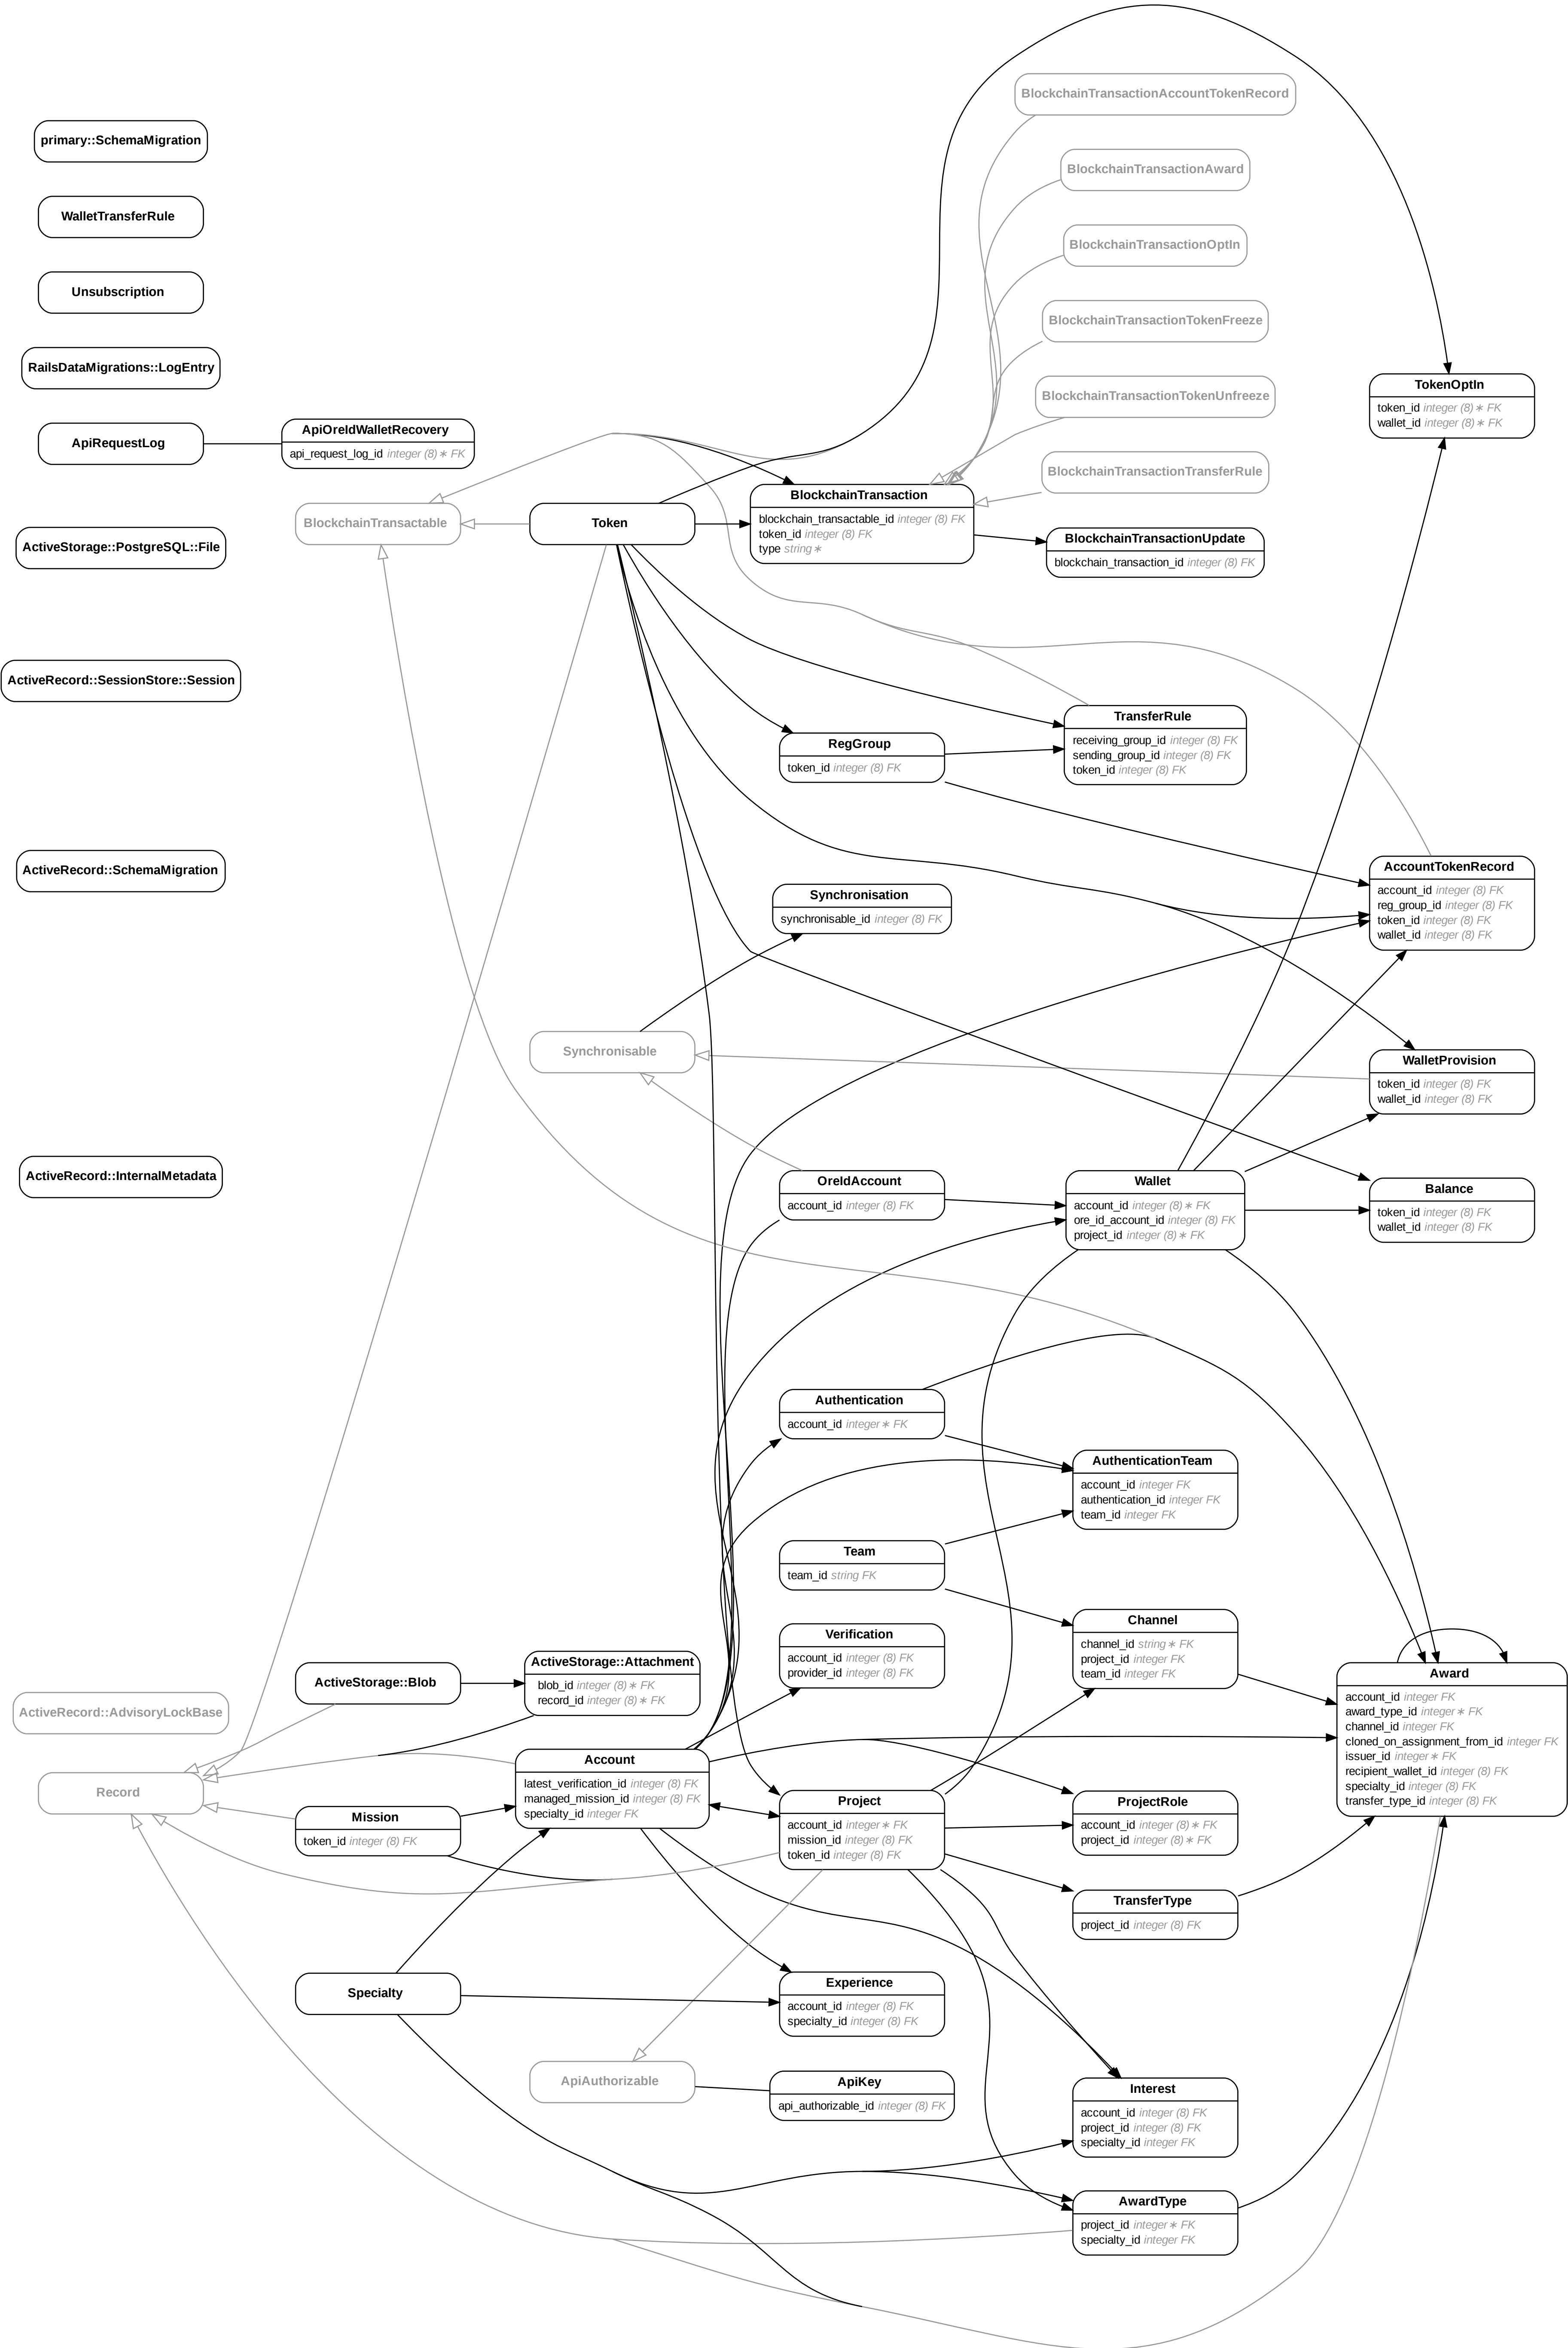 primary::SchemaMigration
WalletTransferRule
Unsubscription
RailsDataMigrations::LogEntry
ApiRequestLog
ActiveStorage::PostgreSQL::File
ActiveRecord::SessionStore::Session
ActiveRecord::SchemaMigration
ActiveRecord::InternalMetadata
ActiveRecord::AdvisoryLockBase
Record
ApiOreIdWalletRecovery
api_request_log_id integer (8)∗ FK
BlockchainTransactable
ActiveStorage::Blob
Mission
token_id integer (8) FK
Specialty
Token
Synchronisable
ActiveStorage::Attachment
blob_id integer (8)∗ FK
record_id integer (8)∗ FK
Account
latest_verification_id integer (8) FK
managed_mission_id integer (8) FK
specialty_id integer FK
ApiAuthorizable
BlockchainTransaction
blockchain_transactable_id integer (8) FK
token_id integer (8) FK
type string∗
RegGroup
token_id integer (8) FK
Synchronisation
synchronisable_id integer (8) FK
OreIdAccount
account_id integer (8) FK
Authentication
account_id integer∗ FK
Team
team_id string FK
Verification
account_id integer (8) FK
provider_id integer (8) FK
Project
account_id integer∗ FK
mission_id integer (8) FK
token_id integer (8) FK
Experience
account_id integer (8) FK
specialty_id integer (8) FK
ApiKey
api_authorizable_id integer (8) FK
BlockchainTransactionAccountTokenRecord
BlockchainTransactionAward
BlockchainTransactionOptIn
BlockchainTransactionTokenFreeze
BlockchainTransactionTokenUnfreeze
BlockchainTransactionTransferRule
BlockchainTransactionUpdate
blockchain_transaction_id integer (8) FK
TransferRule
receiving_group_id integer (8) FK
sending_group_id integer (8) FK
token_id integer (8) FK
Wallet
account_id integer (8)∗ FK
ore_id_account_id integer (8) FK
project_id integer (8)∗ FK
AuthenticationTeam
account_id integer FK
authentication_id integer FK
team_id integer FK
Channel
channel_id string∗ FK
project_id integer FK
team_id integer FK
ProjectRole
account_id integer (8)∗ FK
project_id integer (8)∗ FK
TransferType
project_id integer (8) FK
Interest
account_id integer (8) FK
project_id integer (8) FK
specialty_id integer FK
AwardType
project_id integer∗ FK
specialty_id integer FK
TokenOptIn
token_id integer (8)∗ FK
wallet_id integer (8)∗ FK
AccountTokenRecord
account_id integer (8) FK
reg_group_id integer (8) FK
token_id integer (8) FK
wallet_id integer (8) FK
WalletProvision
token_id integer (8) FK
wallet_id integer (8) FK
Balance
token_id integer (8) FK
wallet_id integer (8) FK
Award
account_id integer FK
award_type_id integer∗ FK
channel_id integer FK
cloned_on_assignment_from_id integer FK
issuer_id integer∗ FK
recipient_wallet_id integer (8) FK
specialty_id integer (8) FK
transfer_type_id integer (8) FK